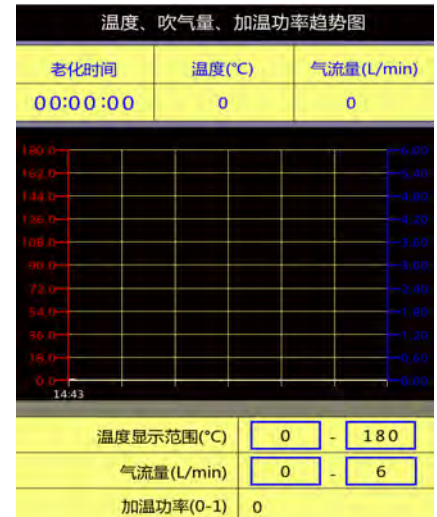 温度、吹气量、加温功率趋势图
老化时间 温度(℃) 气流量(L/min)
00:00:00 0 0
180.0 6.00
162.0 5.40
144.0 4.80
126.0 4.20
108.0 3.60
90.0 3.00
72.0 2.40
54.0 1.80
36.0 1.20
18.0 0.60
0.0 0.00
14:43
温度显示范围(℃) 0 - 180
气流量(L/min) 0 - 6
加温功率(0-1) 0